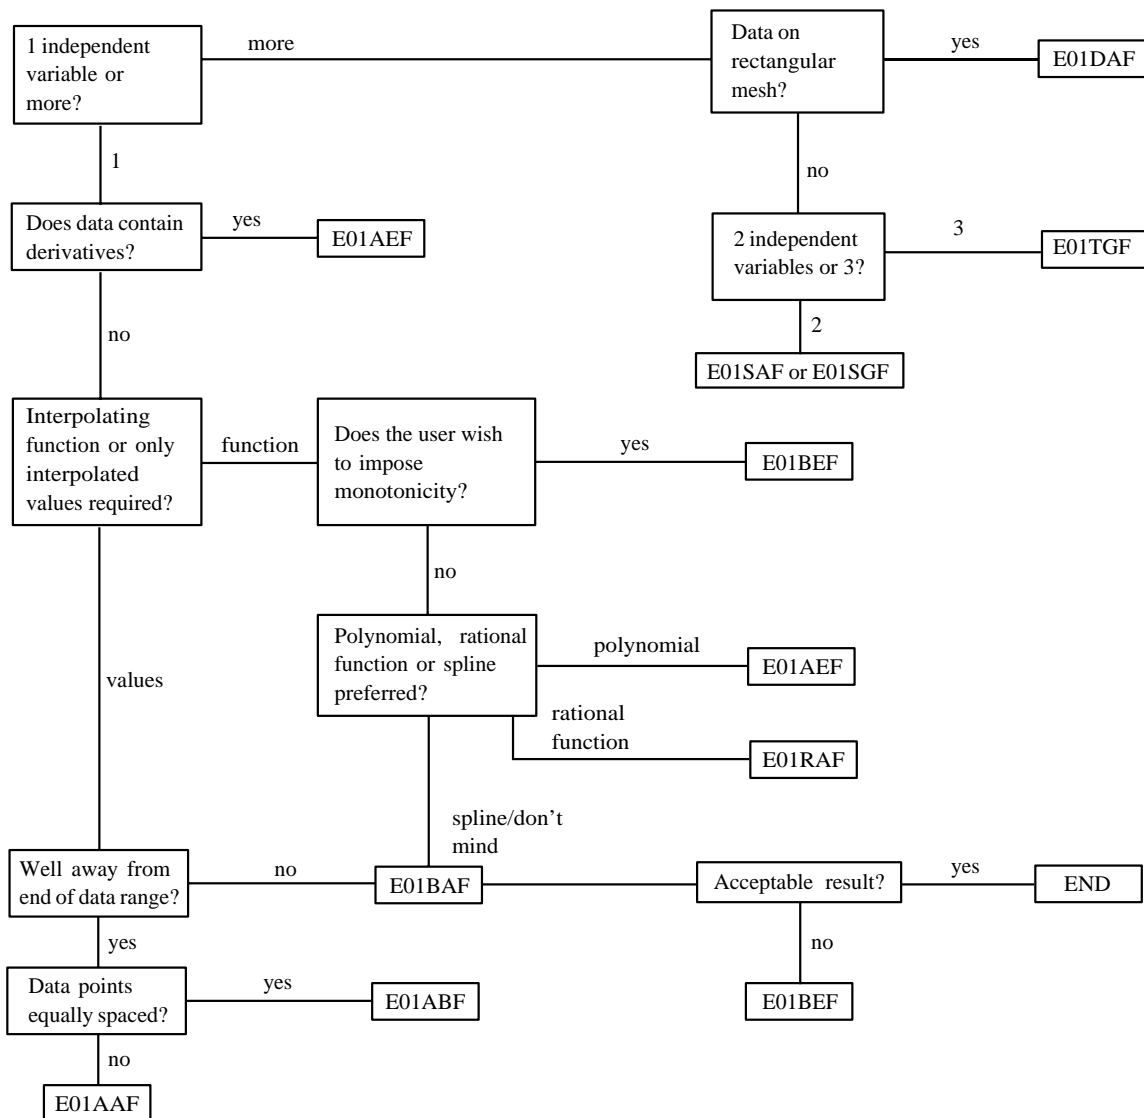 1 independent
variable or
more?
more
Data on
rectangular
mesh?
yes
E01DAF
1
no
Does data contain
derivatives?
yes
E01AEF
2 independent
variables or 3?
3
E01TGF
no
2
E01SAF or E01SGF
Interpolating
function or only
interpolated
values required?
function
Does the user wish
to impose
monotonicity?
yes
E01BEF
no
Polynomial, rational
function or spline
preferred?
polynomial
E01AEF
values
rational
function
E01RAF
spline/don't
mind
Well away from
end of data range?
no
E01BAF
Acceptable result?
yes
END
yes
no
Data points
equally spaced?
yes
E01ABF
E01BEF
no
E01AAF